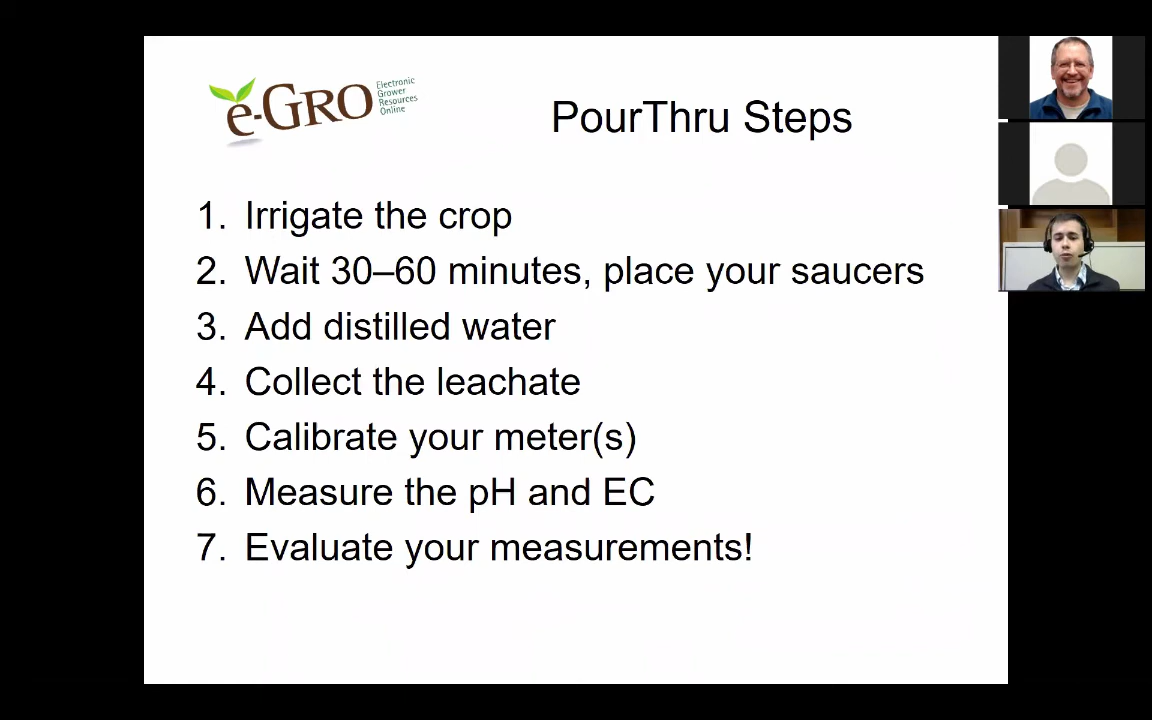 e-GRO
Electronic
Grower
Resources
Online
PourThru Steps
1. Irrigate the crop
2. Wait 30–60 minutes, place your saucers
3. Add distilled water
4. Collect the leachate
5. Calibrate your meter(s)
6. Measure the pH and EC
7. Evaluate your measurements!